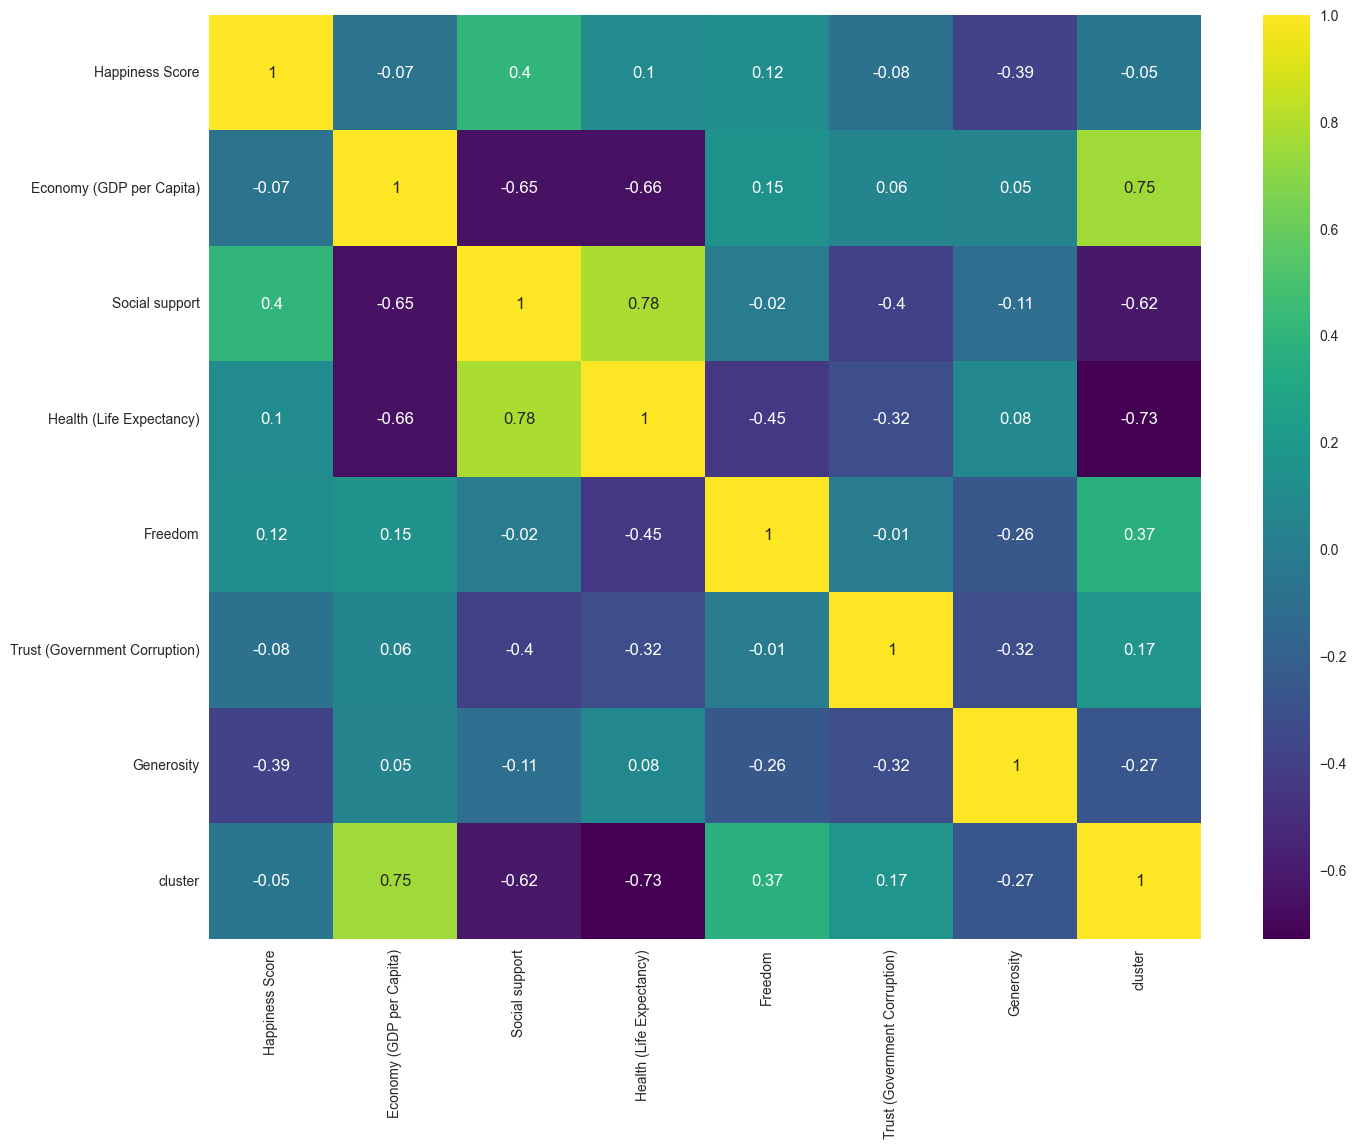 Happiness Score 1 -0.07 0.4 0.1 0.12 -0.08 -0.39 -0.05
Economy (GDP per Capita) -0.07 1 -0.65 -0.66 0.15 0.06 0.05 0.75
Social support 0.4 -0.65 1 0.78 -0.02 -0.4 -0.11 -0.62
Health (Life Expectancy) 0.1 -0.66 0.78 1 -0.45 -0.32 0.08 -0.73
Freedom 0.12 0.15 -0.02 -0.45 1 -0.01 -0.26 0.37
Trust (Government Corruption) -0.08 0.06 -0.4 -0.32 -0.01 1 -0.32 0.17
Generosity -0.39 0.05 -0.11 0.08 -0.26 -0.32 1 -0.27
cluster -0.05 0.75 -0.62 -0.73 0.37 0.17 -0.27 1
Happiness Score
Economy (GDP per Capita)
Social support
Health (Life Expectancy)
Freedom
Trust (Government Corruption)
Generosity
cluster
1.0
0.8
0.6
0.4
0.2
0.0
−0.2
−0.4
−0.6